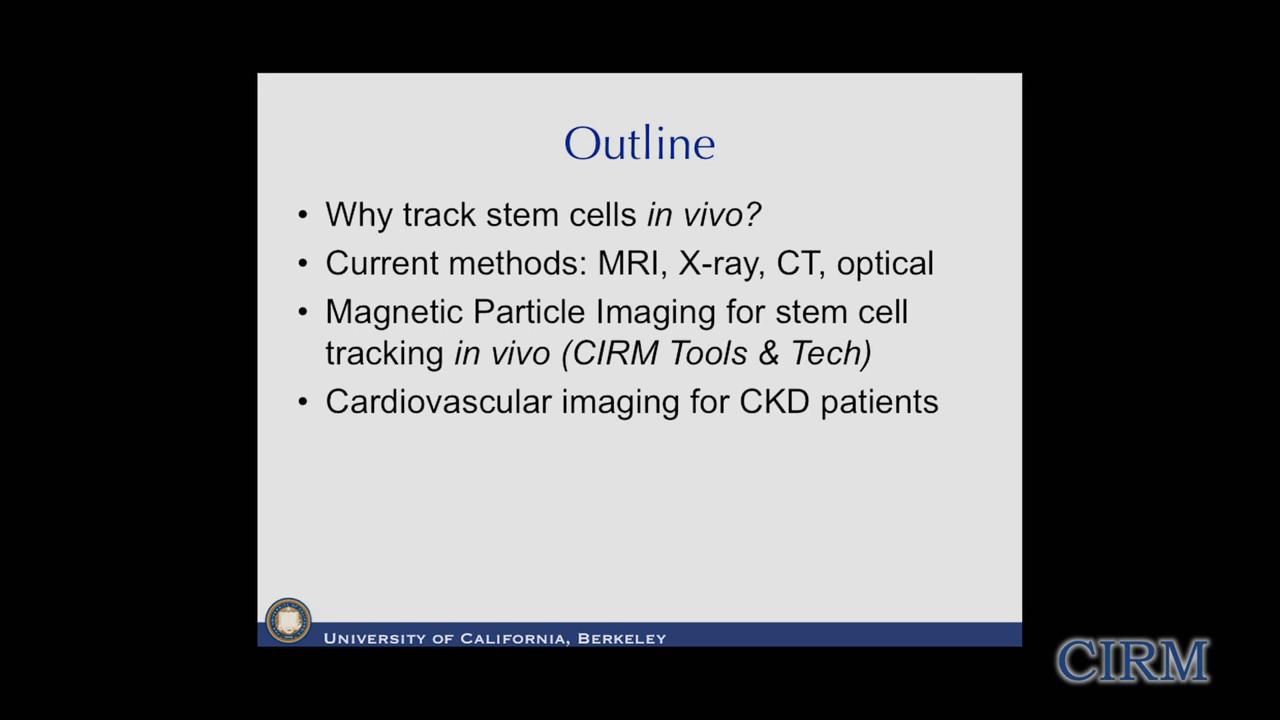 Outline
• Why track stem cells in vivo?
• Current methods: MRI, X-ray, CT, optical
• Magnetic Particle Imaging for stem cell
tracking in vivo (CIRM Tools & Tech)
• Cardiovascular imaging for CKD patients
UNIVERSITY OF CALIFORNIA, BERKELEY
CIRM